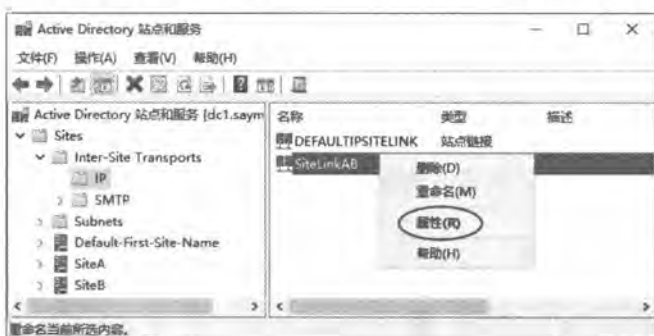 Active Directory 站点和服务
文件(F) 操作(A) 查看(V) 帮助(H)
Active Directory 站点和服务 [dc1.saym
Sites
Inter-Site Transports
IP
SMTP
Subnets
Default-First-Site-Name
SiteA
SiteB
名称 类型 描述
DEFAULTIPSITELINK 站点链接
SiteLinkAB
删除(D)
重命名(M)
属性(R)
帮助(H)
重命名当前所选内容。